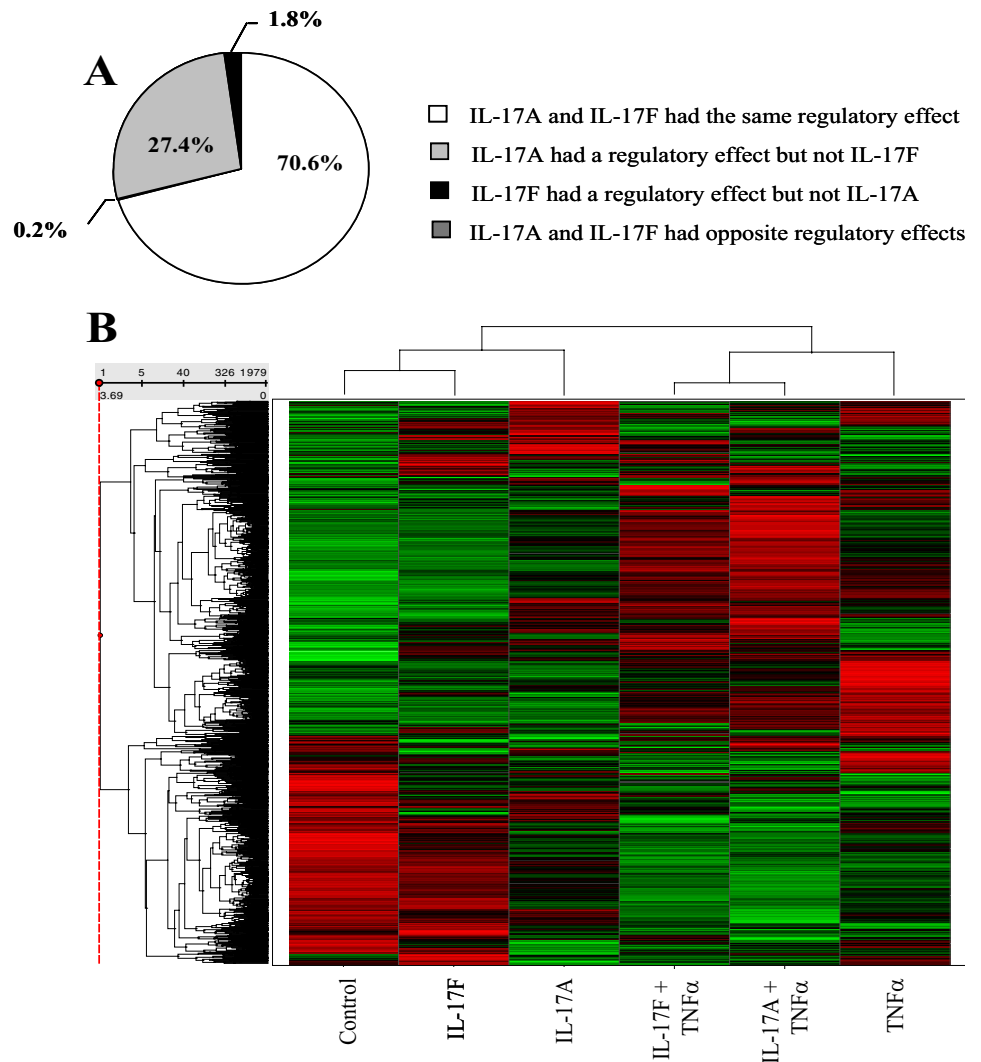 1.8%
A
27.4%
70.6%
0.2%
IL-17A and IL-17F had the same regulatory effect
IL-17A had a regulatory effect but not IL-17F
IL-17F had a regulatory effect but not IL-17A
IL-17A and IL-17F had opposite regulatory effects
B
1 5 40 326 1979
3.69 0
Control
IL-17F
IL-17A
IL-17F +
TNFα
IL-17A +
TNFα
TNFα